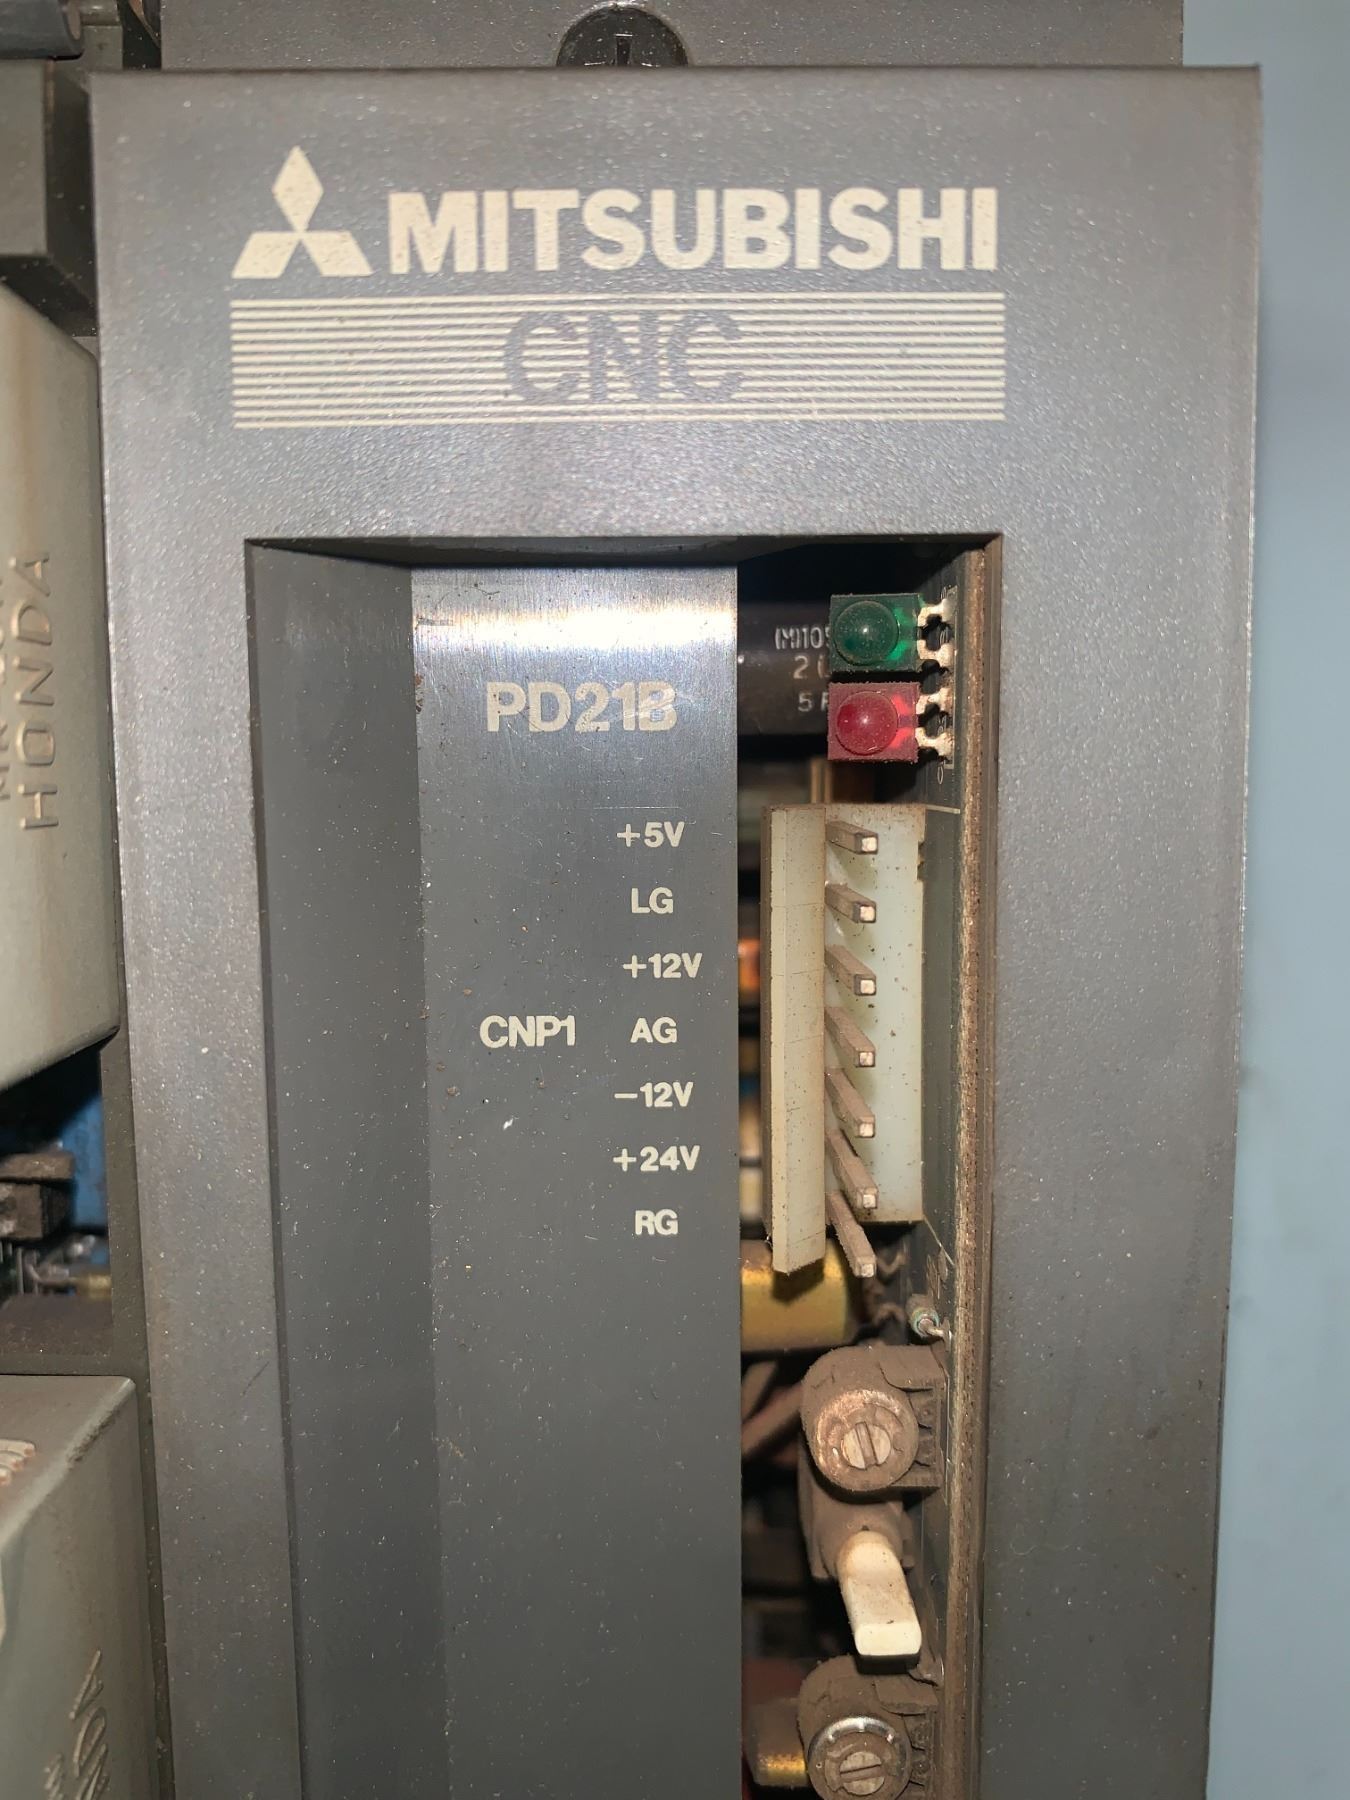 MITSUBISHI
CNC
HONDA
PD21B
+5V
LG
+12V
CNP1 AG
-12V
+24V
RG